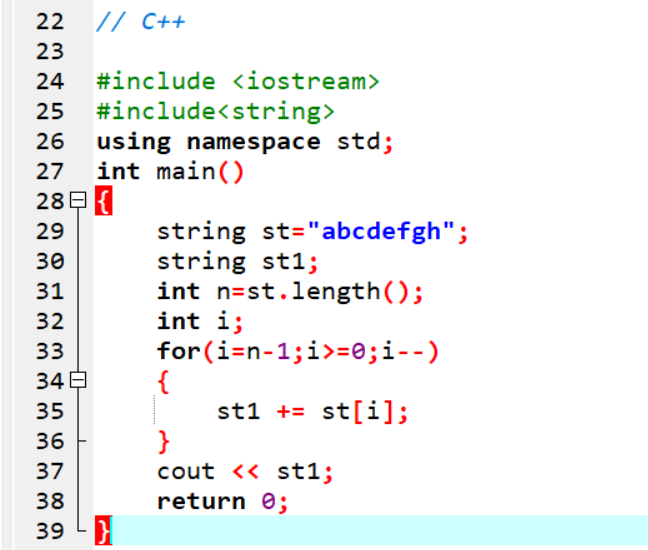 22 // C++
23
24 #include <iostream>
25 #include<string>
26 using namespace std;
27 int main()
28 {
29 string st="abcdefgh";
30 string st1;
31 int n=st.length();
32 int i;
33 for(i=n-1;i>=0;i--)
34 {
35 st1 += st[i];
36 }
37 cout << st1;
38 return 0;
39 }